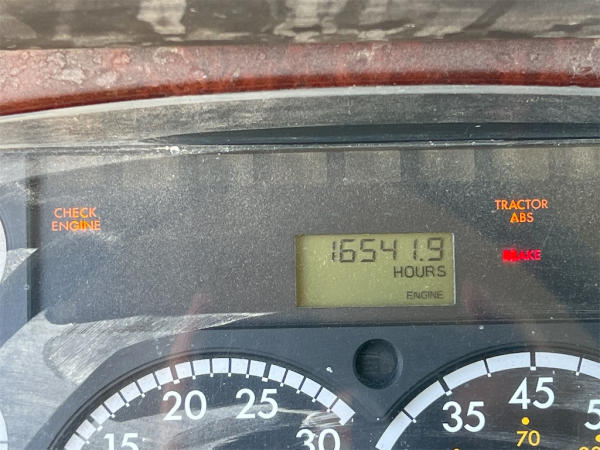 CHECK
ENGINE
TRACTOR
ABS
BRAKE
16541.9
HOURS
ENGINE
15
20
25
30
35
45
70